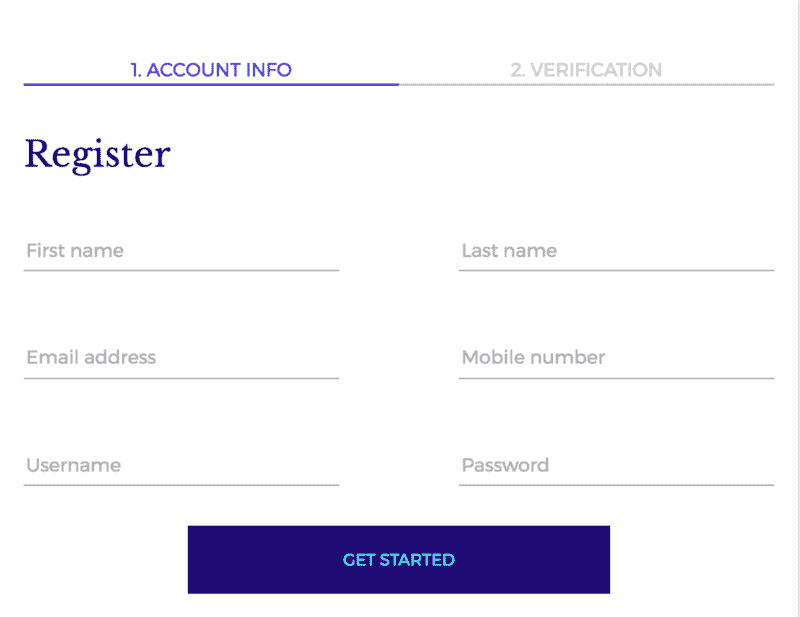 1. ACCOUNT INFO 2. VERIFICATION
Register
First name Last name
Email address Mobile number
Username Password
GET STARTED